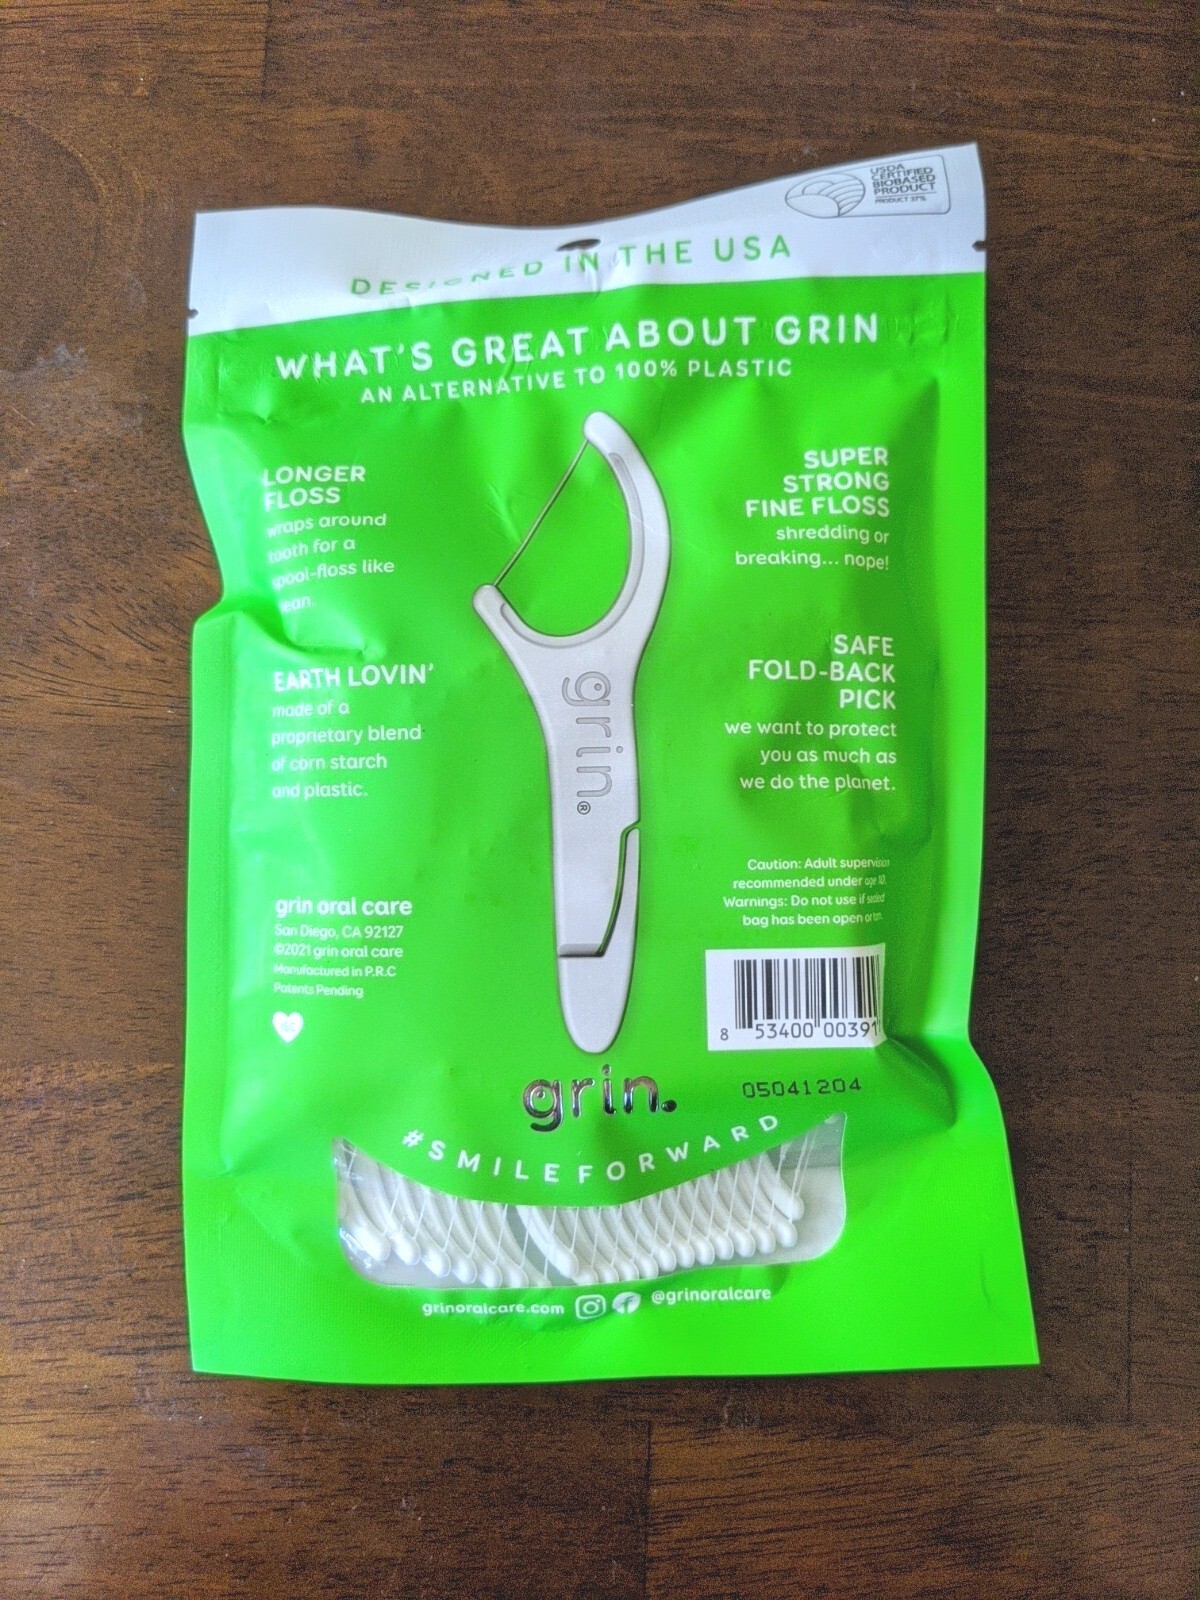 USDA
CERTIFIED
BIOBASED
PRODUCT
PRODUCT 37%
DESIGNED IN THE USA
WHAT'S GREAT ABOUT GRIN
AN ALTERNATIVE TO 100% PLASTIC
LONGER
FLOSS
wraps around
tooth for a
spool-floss like
SUPER
STRONG
FINE FLOSS
shredding or
breaking... nope!
EARTH LOVIN'
made of a
proprietary blend
of corn starch
and plastic.
SAFE
FOLD-BACK
PICK
we want to protect
you as much as
we do the planet.
grin®
grin oral care
San Diego, CA 92127
©2021 grin oral care
Manufactured in P.R.C
Patents Pending
Caution: Adult supervision
recommended under age 10.
Warnings: Do not use if sealed
bag has been open or torn.
8 53400 00391
grin.
05041204
#SMILEFORWARD
grinoralcare.com @grinoralcare